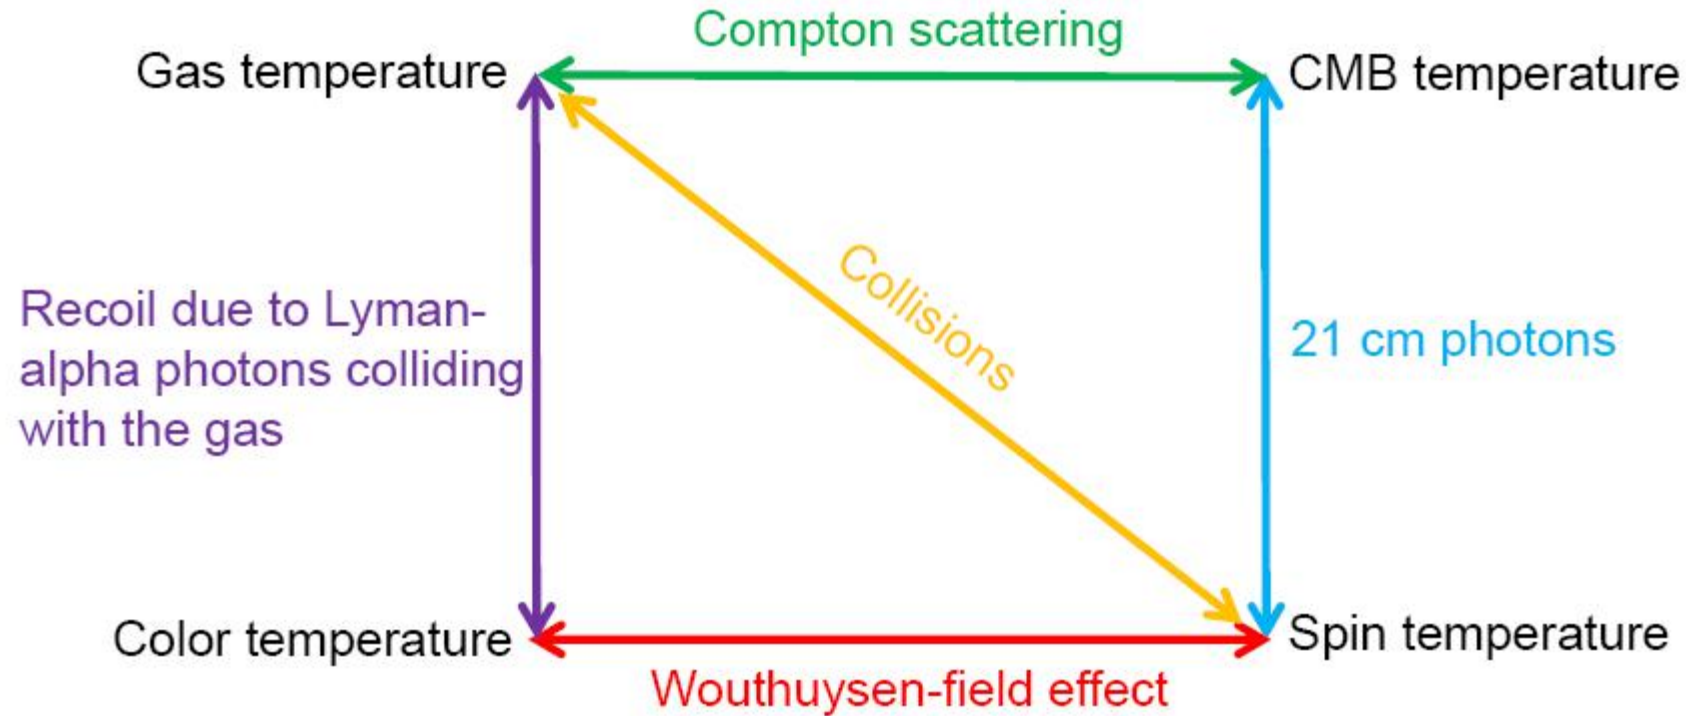 Compton scattering
Gas temperature
CMB temperature
Collisions
Recoil due to Lyman-
alpha photons colliding
with the gas
21 cm photons
Color temperature
Spin temperature
Wouthuysen-field effect